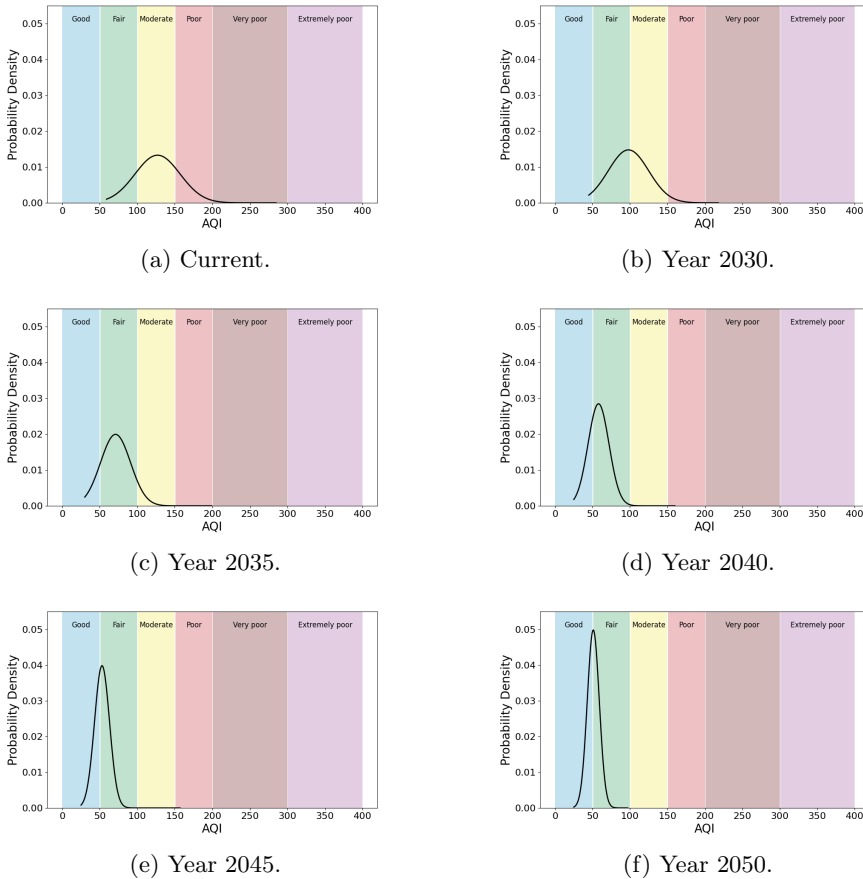 Good Fair Moderate Poor Very poor Extremely poor
0.05
0.04
0.03
0.02
0.01
0.00
Probability Density
0 50 100 150 200 250 300 350 400
AQI
(a) Current.
Good Fair Moderate Poor Very poor Extremely poor
0.05
0.04
0.03
0.02
0.01
0.00
Probability Density
0 50 100 150 200 250 300 350 400
AQI
(b) Year 2030.
Good Fair Moderate Poor Very poor Extremely poor
0.05
0.04
0.03
0.02
0.01
0.00
Probability Density
0 50 100 150 200 250 300 350 400
AQI
(c) Year 2035.
Good Fair Moderate Poor Very poor Extremely poor
0.05
0.04
0.03
0.02
0.01
0.00
Probability Density
0 50 100 150 200 250 300 350 400
AQI
(d) Year 2040.
Good Fair Moderate Poor Very poor Extremely poor
0.05
0.04
0.03
0.02
0.01
0.00
Probability Density
0 50 100 150 200 250 300 350 400
AQI
(e) Year 2045.
Good Fair Moderate Poor Very poor Extremely poor
0.05
0.04
0.03
0.02
0.01
0.00
Probability Density
0 50 100 150 200 250 300 350 400
AQI
(f) Year 2050.